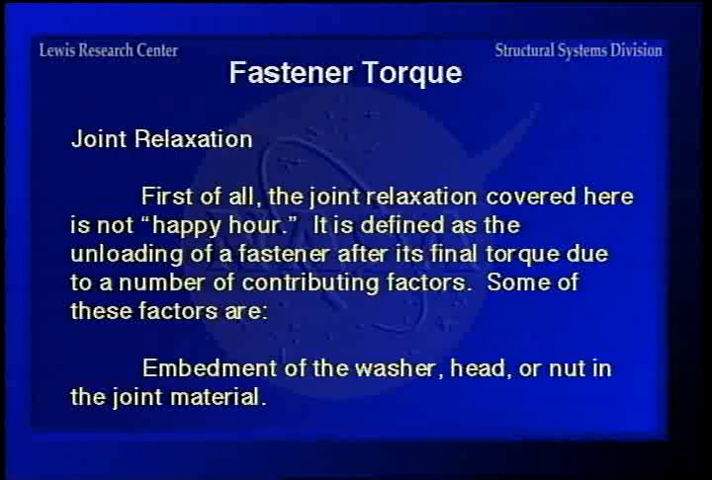 Lewis Research Center
Structural Systems Division
Fastener Torque
Joint Relaxation
First of all, the joint relaxation covered here
is not “happy hour.” It is defined as the
unloading of a fastener after its final torque due
to a number of contributing factors. Some of
these factors are:
Embedment of the washer, head, or nut in
the joint material.